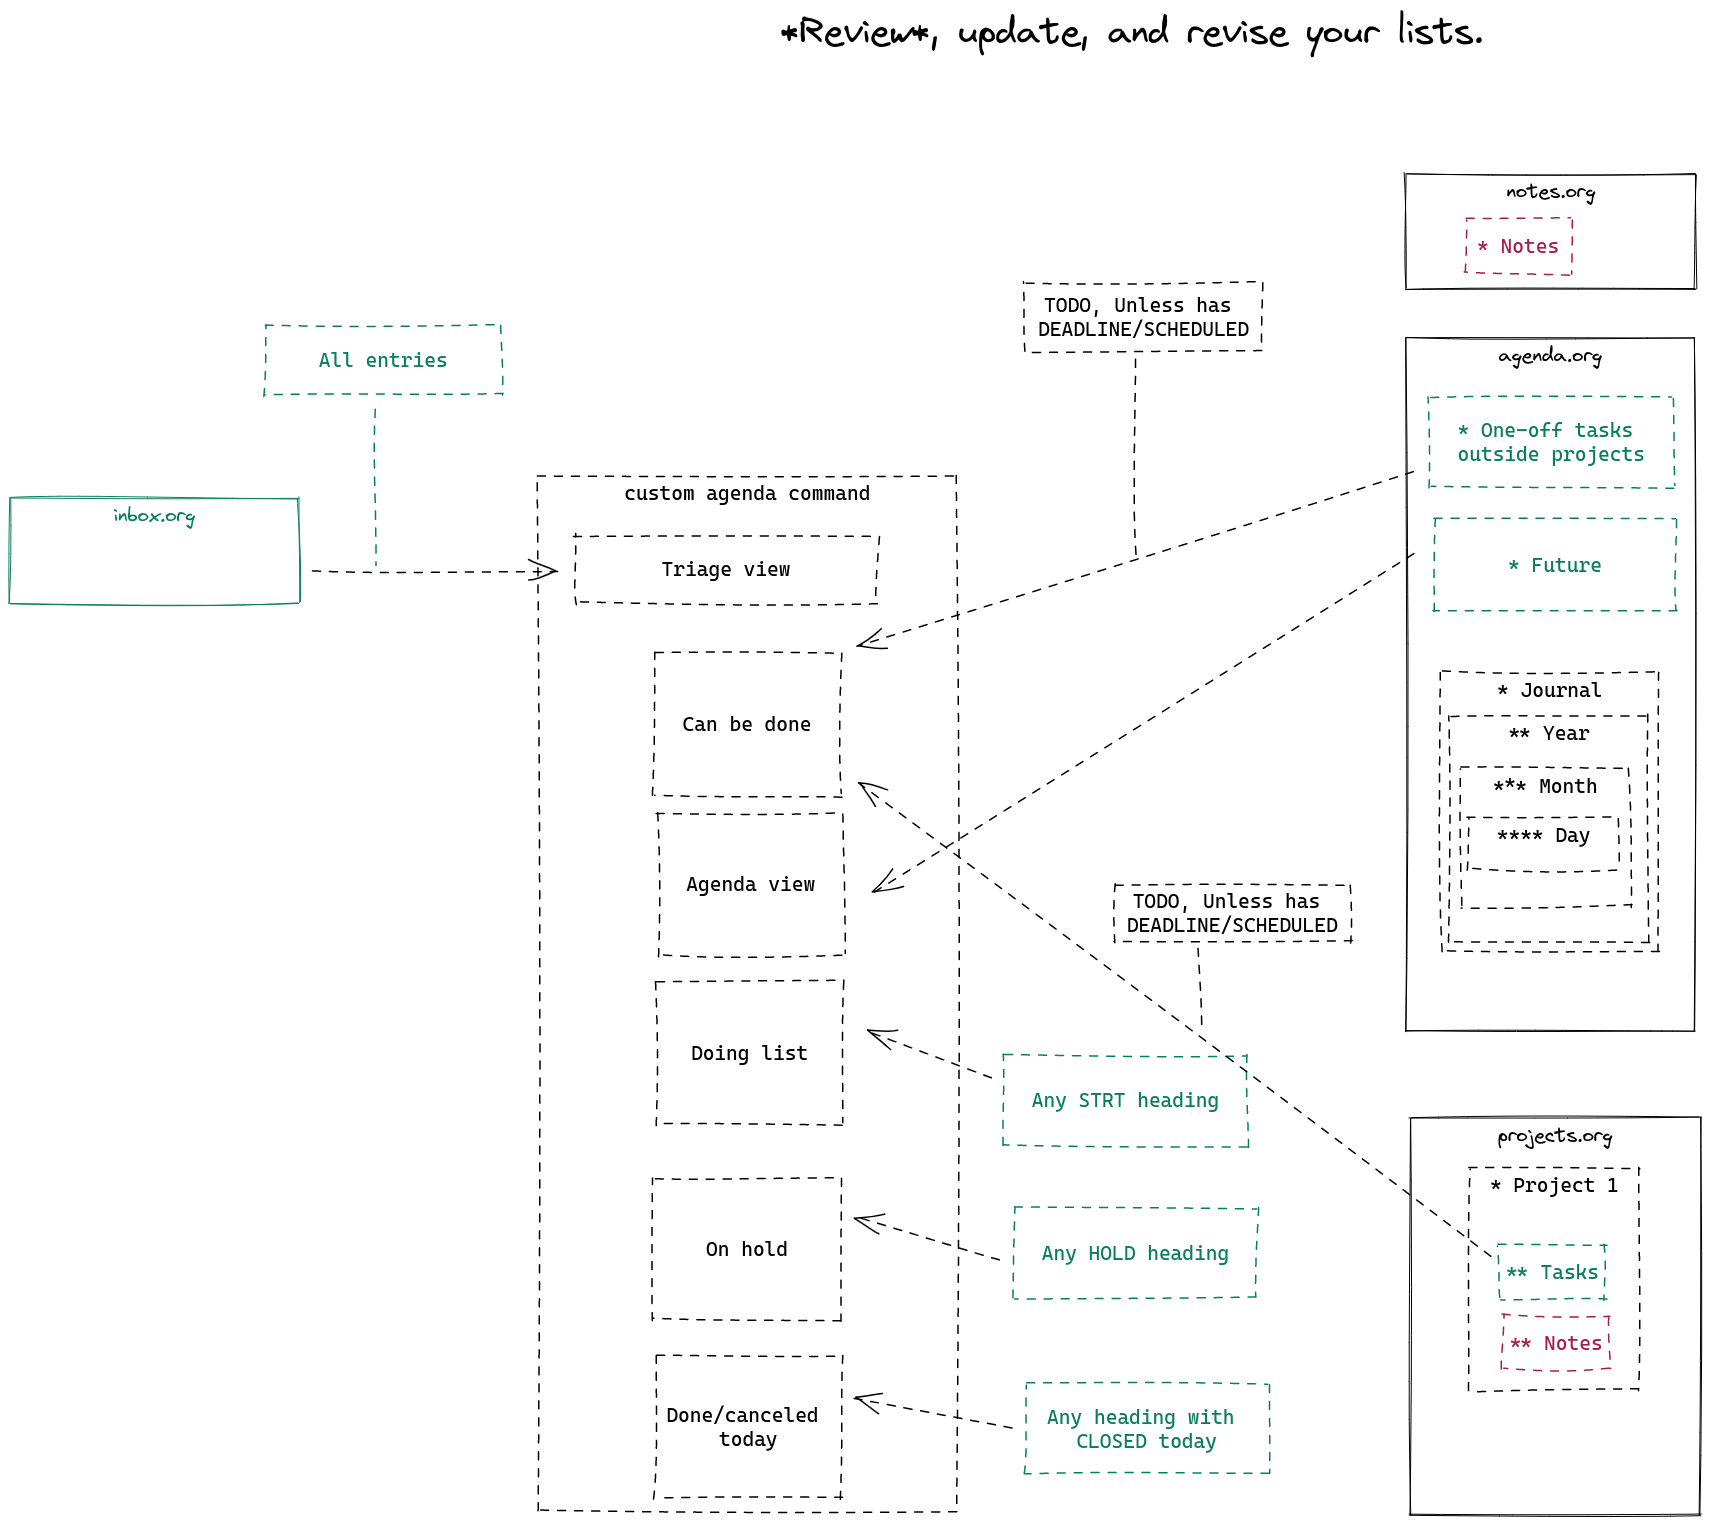 *Review*, update, and revise your lists.
notes.org
* Notes
TODO, Unless has
DEADLINE/SCHEDULED
All entries
agenda.org
* One-off tasks
outside projects
custom agenda command
inbox.org
Triage view
* Future
Can be done
* Journal
** Year
*** Month
**** Day
Agenda view
TODO, Unless has
DEADLINE/SCHEDULED
Doing list
Any STRT heading
projects.org
* Project 1
On hold
Any HOLD heading
** Tasks
** Notes
Done/canceled
today
Any heading with
CLOSED today